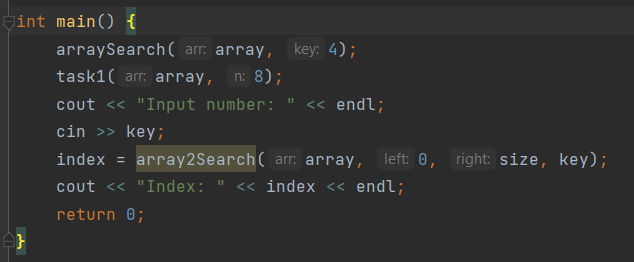 int main() {
arraySearch( arr: array, key: 4);
task1( arr: array, n: 8);
cout << "Input number: " << endl;
cin >> key;
index = array2Search( arr: array, left: 0, right: size, key);
cout << "Index: " << index << endl;
return 0;
}